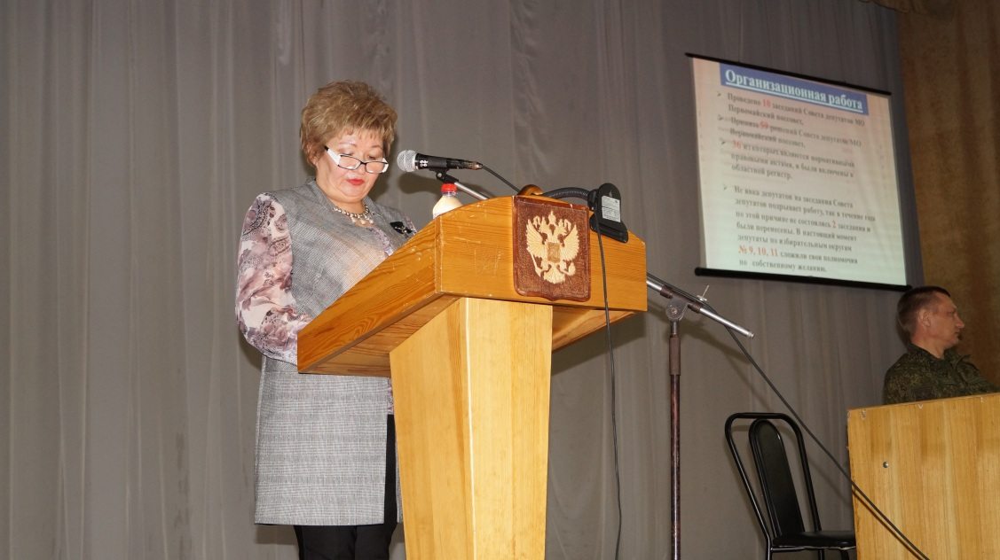 Организационная работа
Проведено 10 заседаний Совета депутатов МО
Первомайский поссовет,
Принято 50 решений Совета депутатов МО
Первомайский поссовет,
36 из которых являются нормативными
правовыми актами, и были включены в
областной регистр.
Не явка депутатов на заседания Совета
депутатов подрывает работу, так в течение года
по этой причине не состоялись 2 заседания и
были перенесены. В настоящий момент
депутаты по избирательным округам
№ 9, 10, 11 сложили свои полномочия
по собственному желанию.